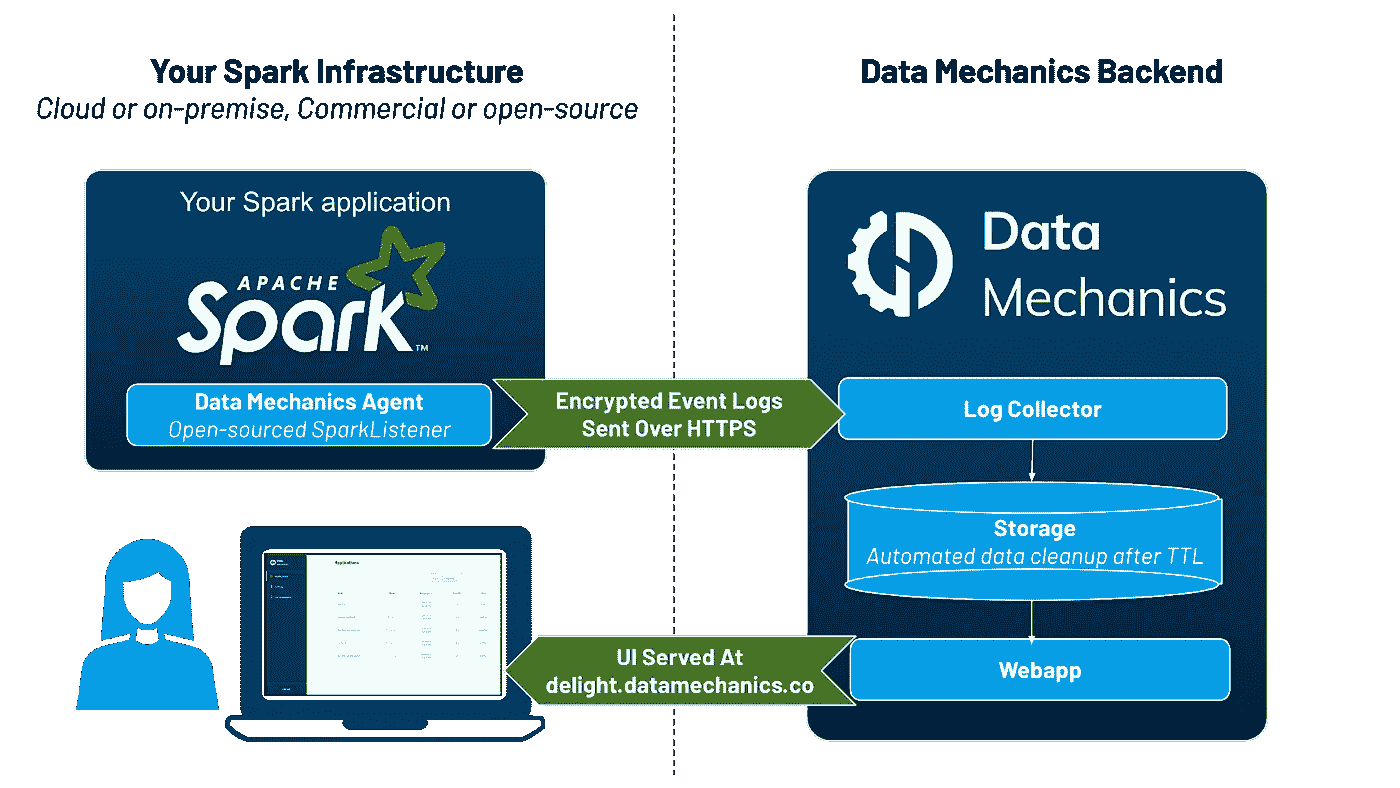 Your Spark Infrastructure
Cloud or on-premise, Commercial or open-source
Your Spark application
APACHE
Spark™
Data Mechanics Agent
Open-sourced SparkListener
Encrypted Event Logs
Sent Over HTTPS
Data Mechanics Backend
Data
Mechanics
Log Collector
Storage
Automated data cleanup after TTL
Webapp
UI Served At
delight.datamechanics.co
Applications